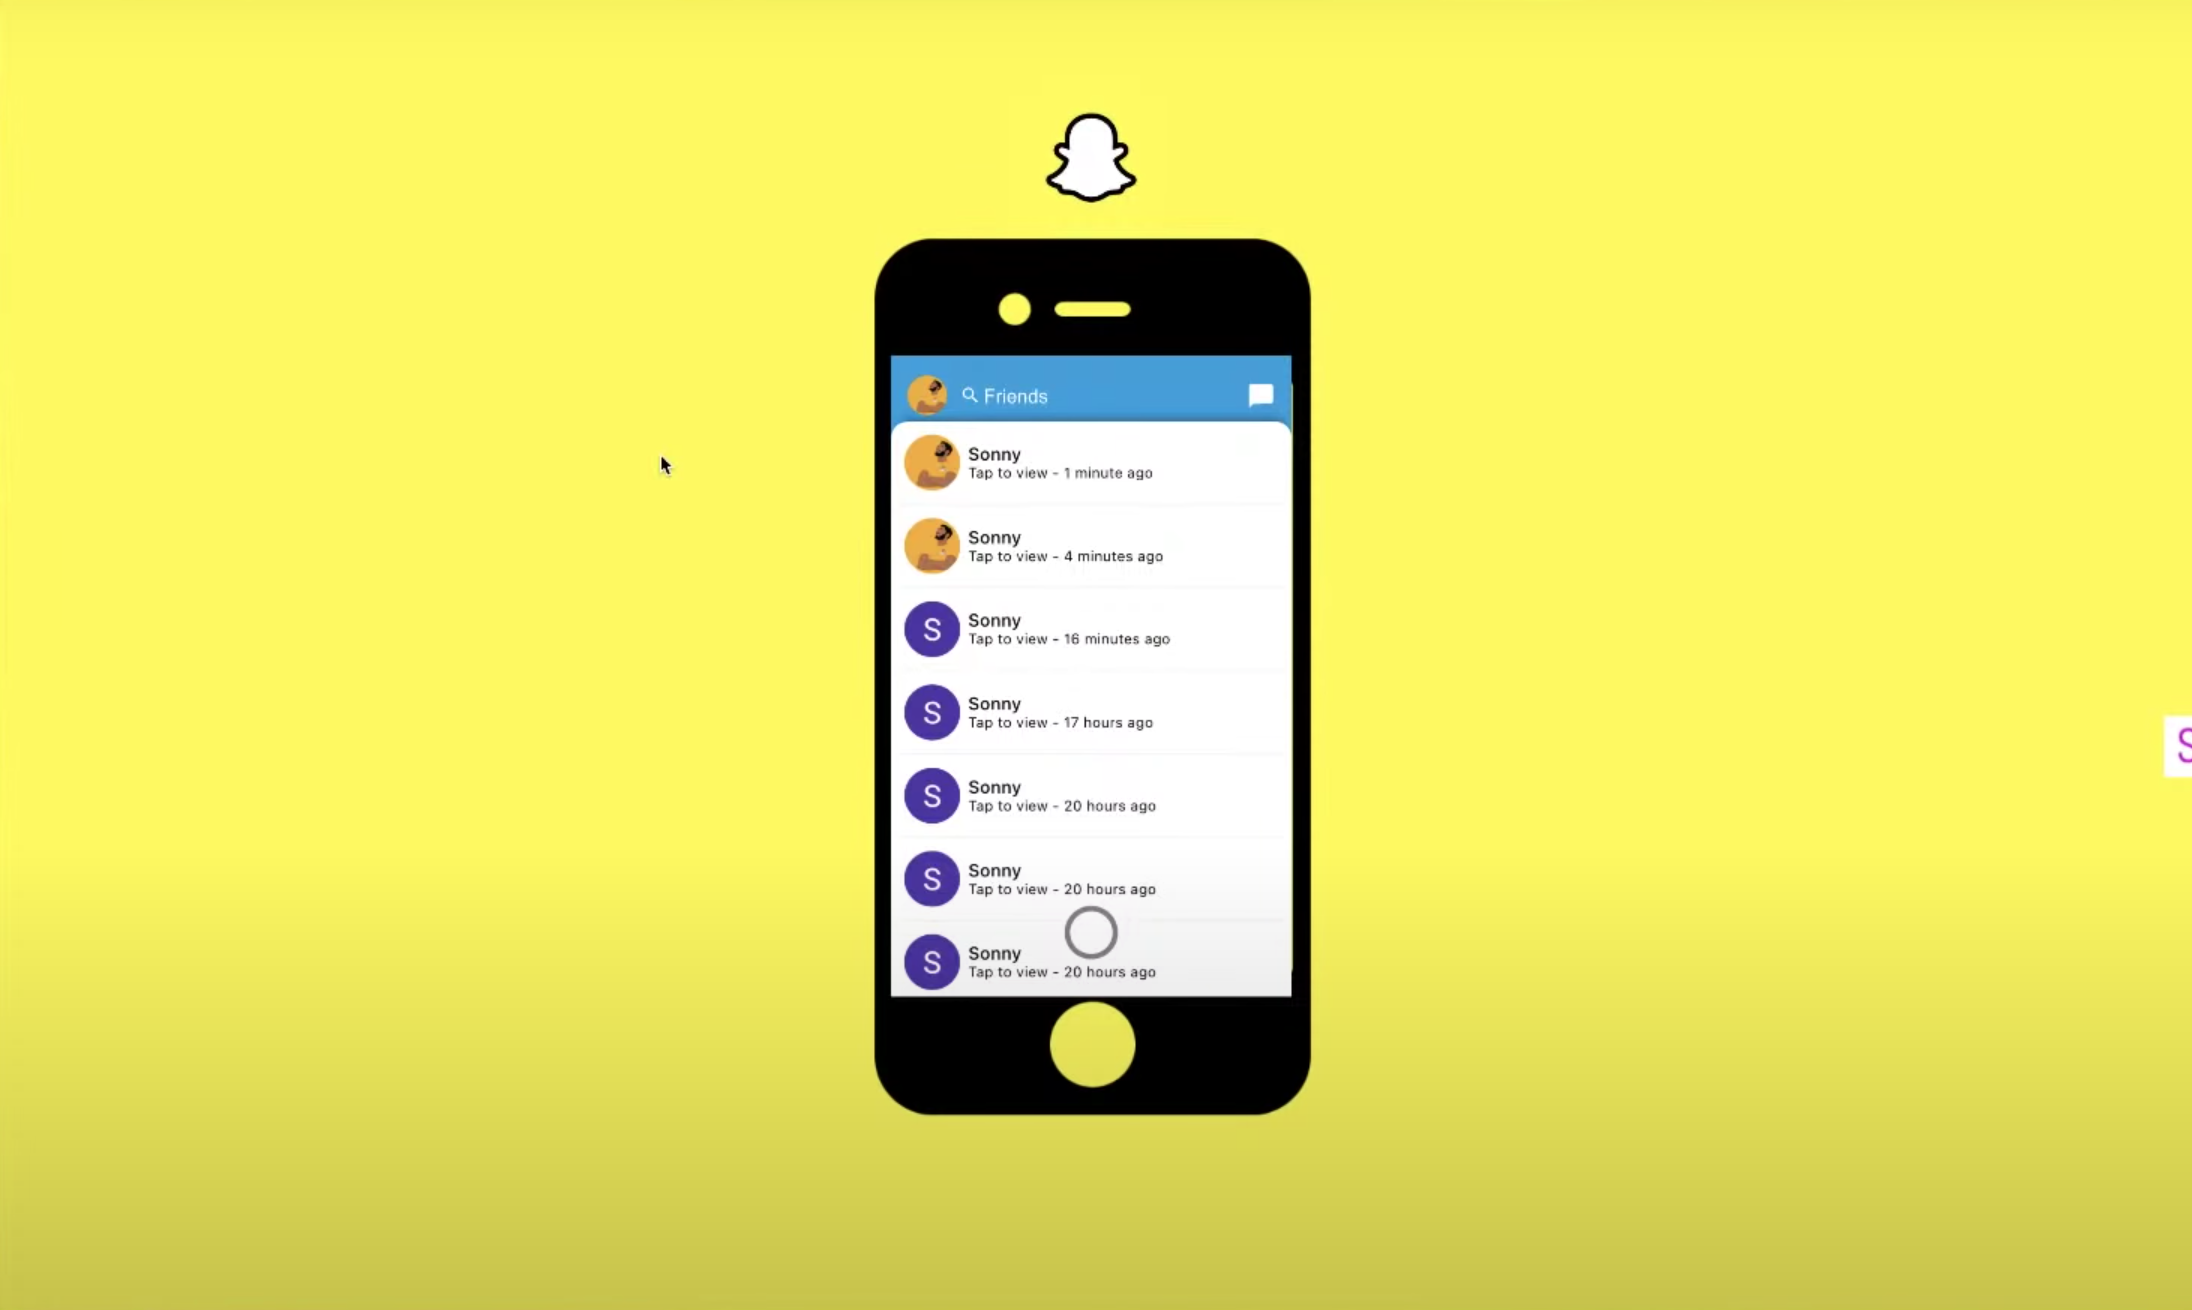 Friends
Sonny
Tap to view - 1 minute ago
Sonny
Tap to view - 4 minutes ago
S
Sonny
Tap to view - 16 minutes ago
S
Sonny
Tap to view - 17 hours ago
S
Sonny
Tap to view - 20 hours ago
S
Sonny
Tap to view - 20 hours ago
S
Sonny
Tap to view - 20 hours ago